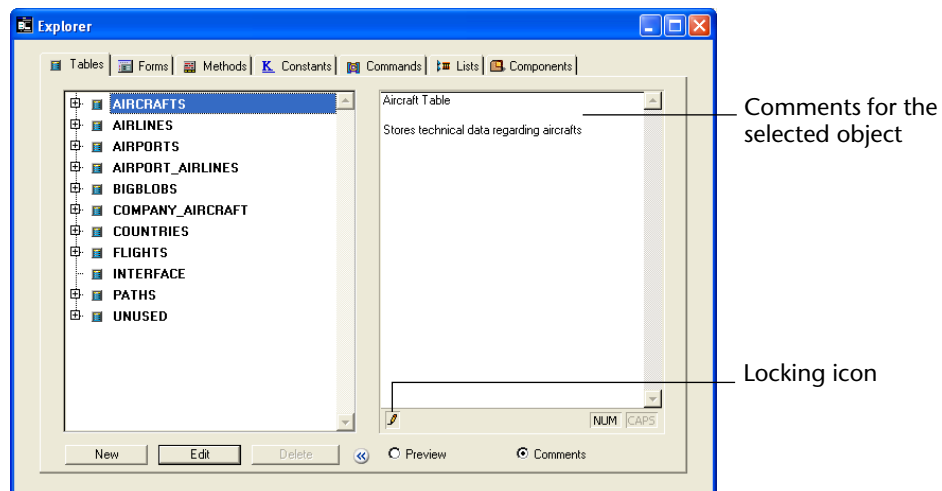 Explorer
Tables Forms Methods K Constants Commands Lists Components
AIRCRAFTS
AIRLINES
AIRPORTS
AIRPORT_AIRLINES
BIGBLOBS
COMPANY_AIRCRAFT
COUNTRIES
FLIGHTS
INTERFACE
PATHS
UNUSED
Aircraft Table
Stores technical data regarding aircrafts
Comments for the
selected object
Locking icon
NUM CAPS
New Edit Delete Preview Comments